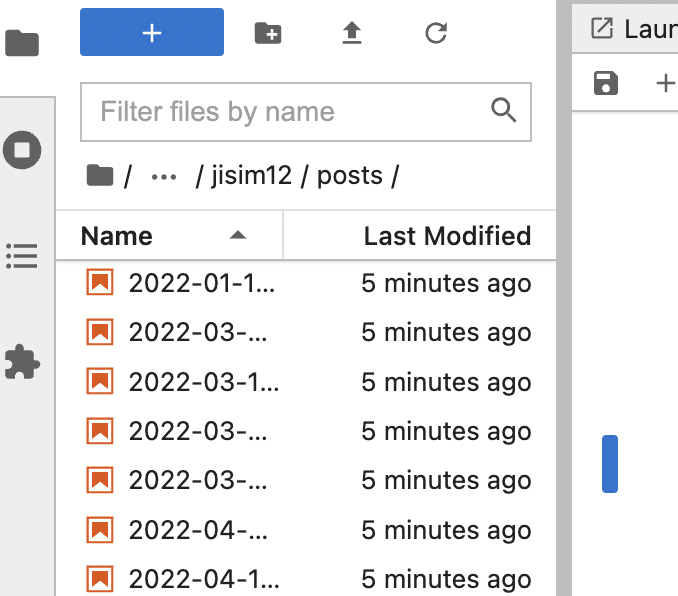 Laun
Filter files by name
/ ... / jisim12 / posts /
Name Last Modified
2022-01-1... 5 minutes ago
2022-03-... 5 minutes ago
2022-03-1... 5 minutes ago
2022-03-... 5 minutes ago
2022-03-... 5 minutes ago
2022-04-... 5 minutes ago
2022-04-1... 5 minutes ago